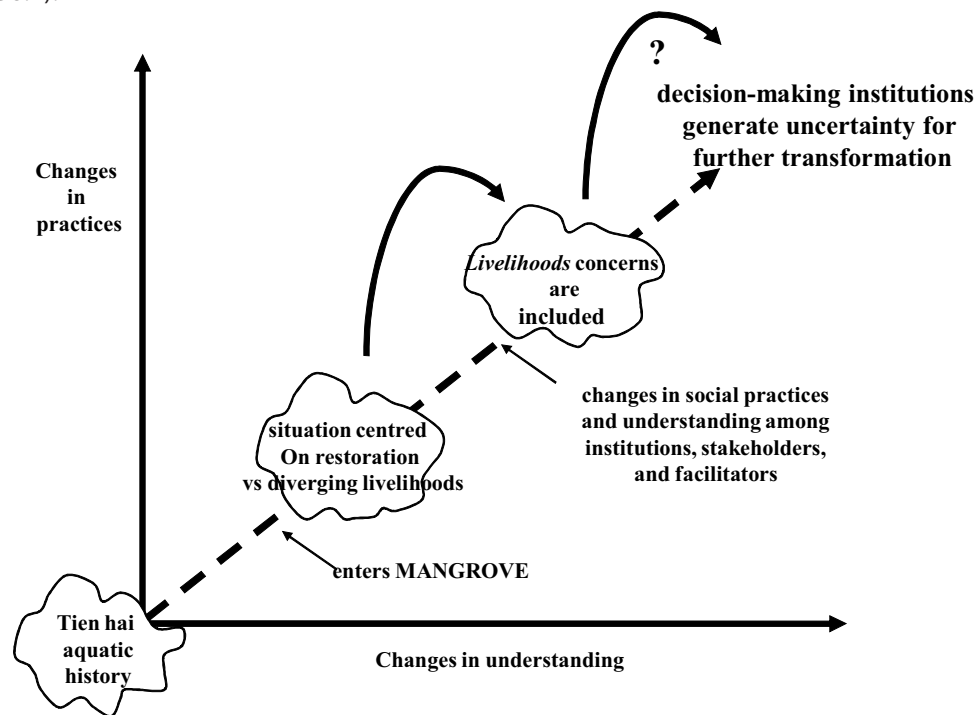 ?
decision-making institutions
generate uncertainty for
further transformation
Changes
in
practices
Livelihoods concerns
are
included
changes in social practices
and understanding among
institutions, stakeholders,
and facilitators
situation centred
On restoration
vs diverging livelihoods
enters MANGROVE
Tien hai
aquatic
history
Changes in understanding